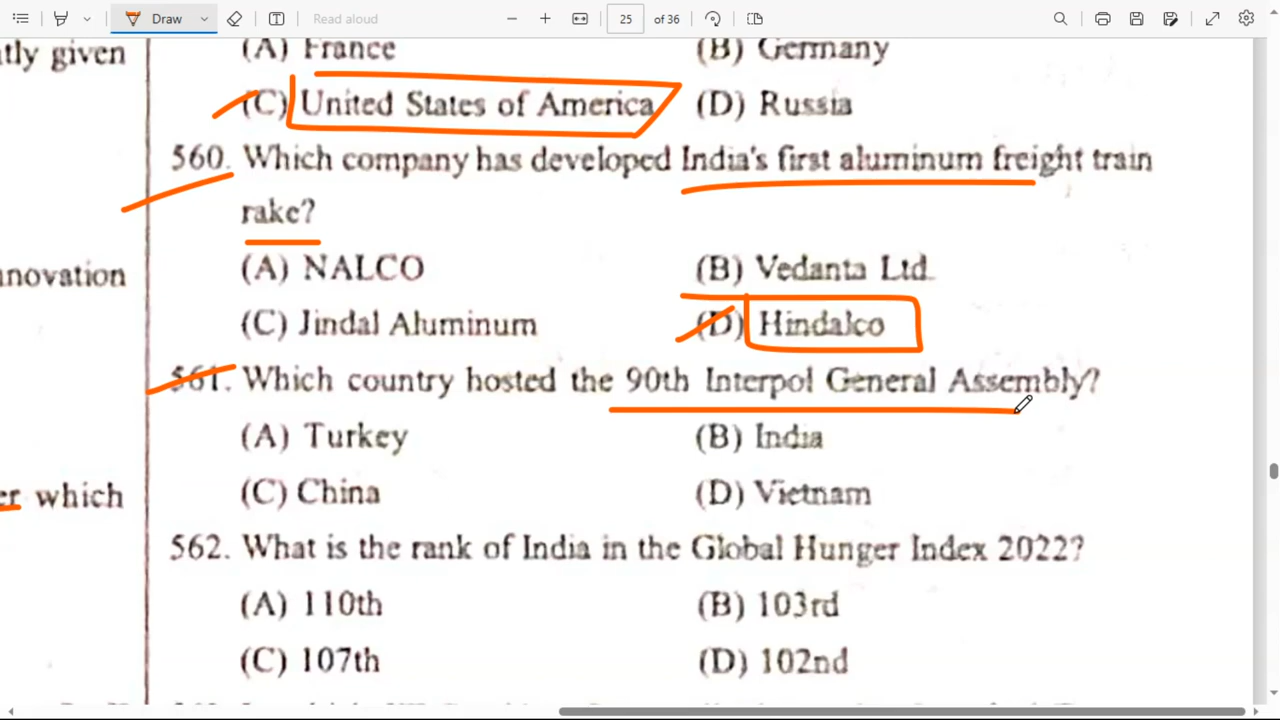 Draw
Read aloud
25 of 36
tly given
(A) France (B) Germany
(C) United States of America (D) Russia
560. Which company has developed India's first aluminum freight train
rake?
nnovation
(A) NALCO (B) Vedanta Ltd.
(C) Jindal Aluminum (D) Hindalco
561. Which country hosted the 90th Interpol General Assembly?
(A) Turkey (B) India
er which
(C) China (D) Vietnam
562. What is the rank of India in the Global Hunger Index 2022?
(A) 110th (B) 103rd
(C) 107th (D) 102nd